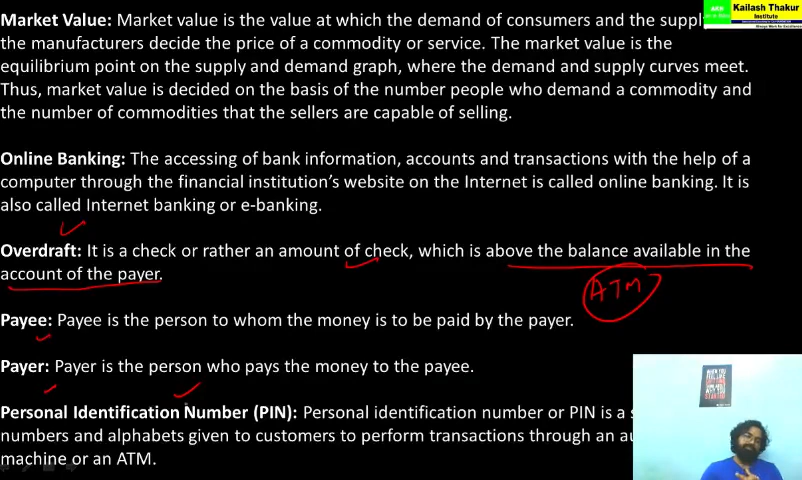 Market Value: Market value is the value at which the demand of consumers and the suppl
the manufacturers decide the price of a commodity or service. The market value is the
equilibrium point on the supply and demand graph, where the demand and supply curves meet.
Thus, market value is decided on the basis of the number people who demand a commodity and
the number of commodities that the sellers are capable of selling.
Online Banking: The accessing of bank information, accounts and transactions with the help of a
computer through the financial institution's website on the Internet is called online banking. It is
also called Internet banking or e-banking.
Overdraft: It is a check or rather an amount of check, which is above the balance available in the
account of the payer.
ATM
Payee: Payee is the person to whom the money is to be paid by the payer.
Payer: Payer is the person who pays the money to the payee.
Personal Identification Number (PIN): Personal identification number or PIN is a s
numbers and alphabets given to customers to perform transactions through an au
machine or an ATM.
Kailash Thakur
Institute
WHEN YOU
FEEL LIKE
WHY YOU
STARTED